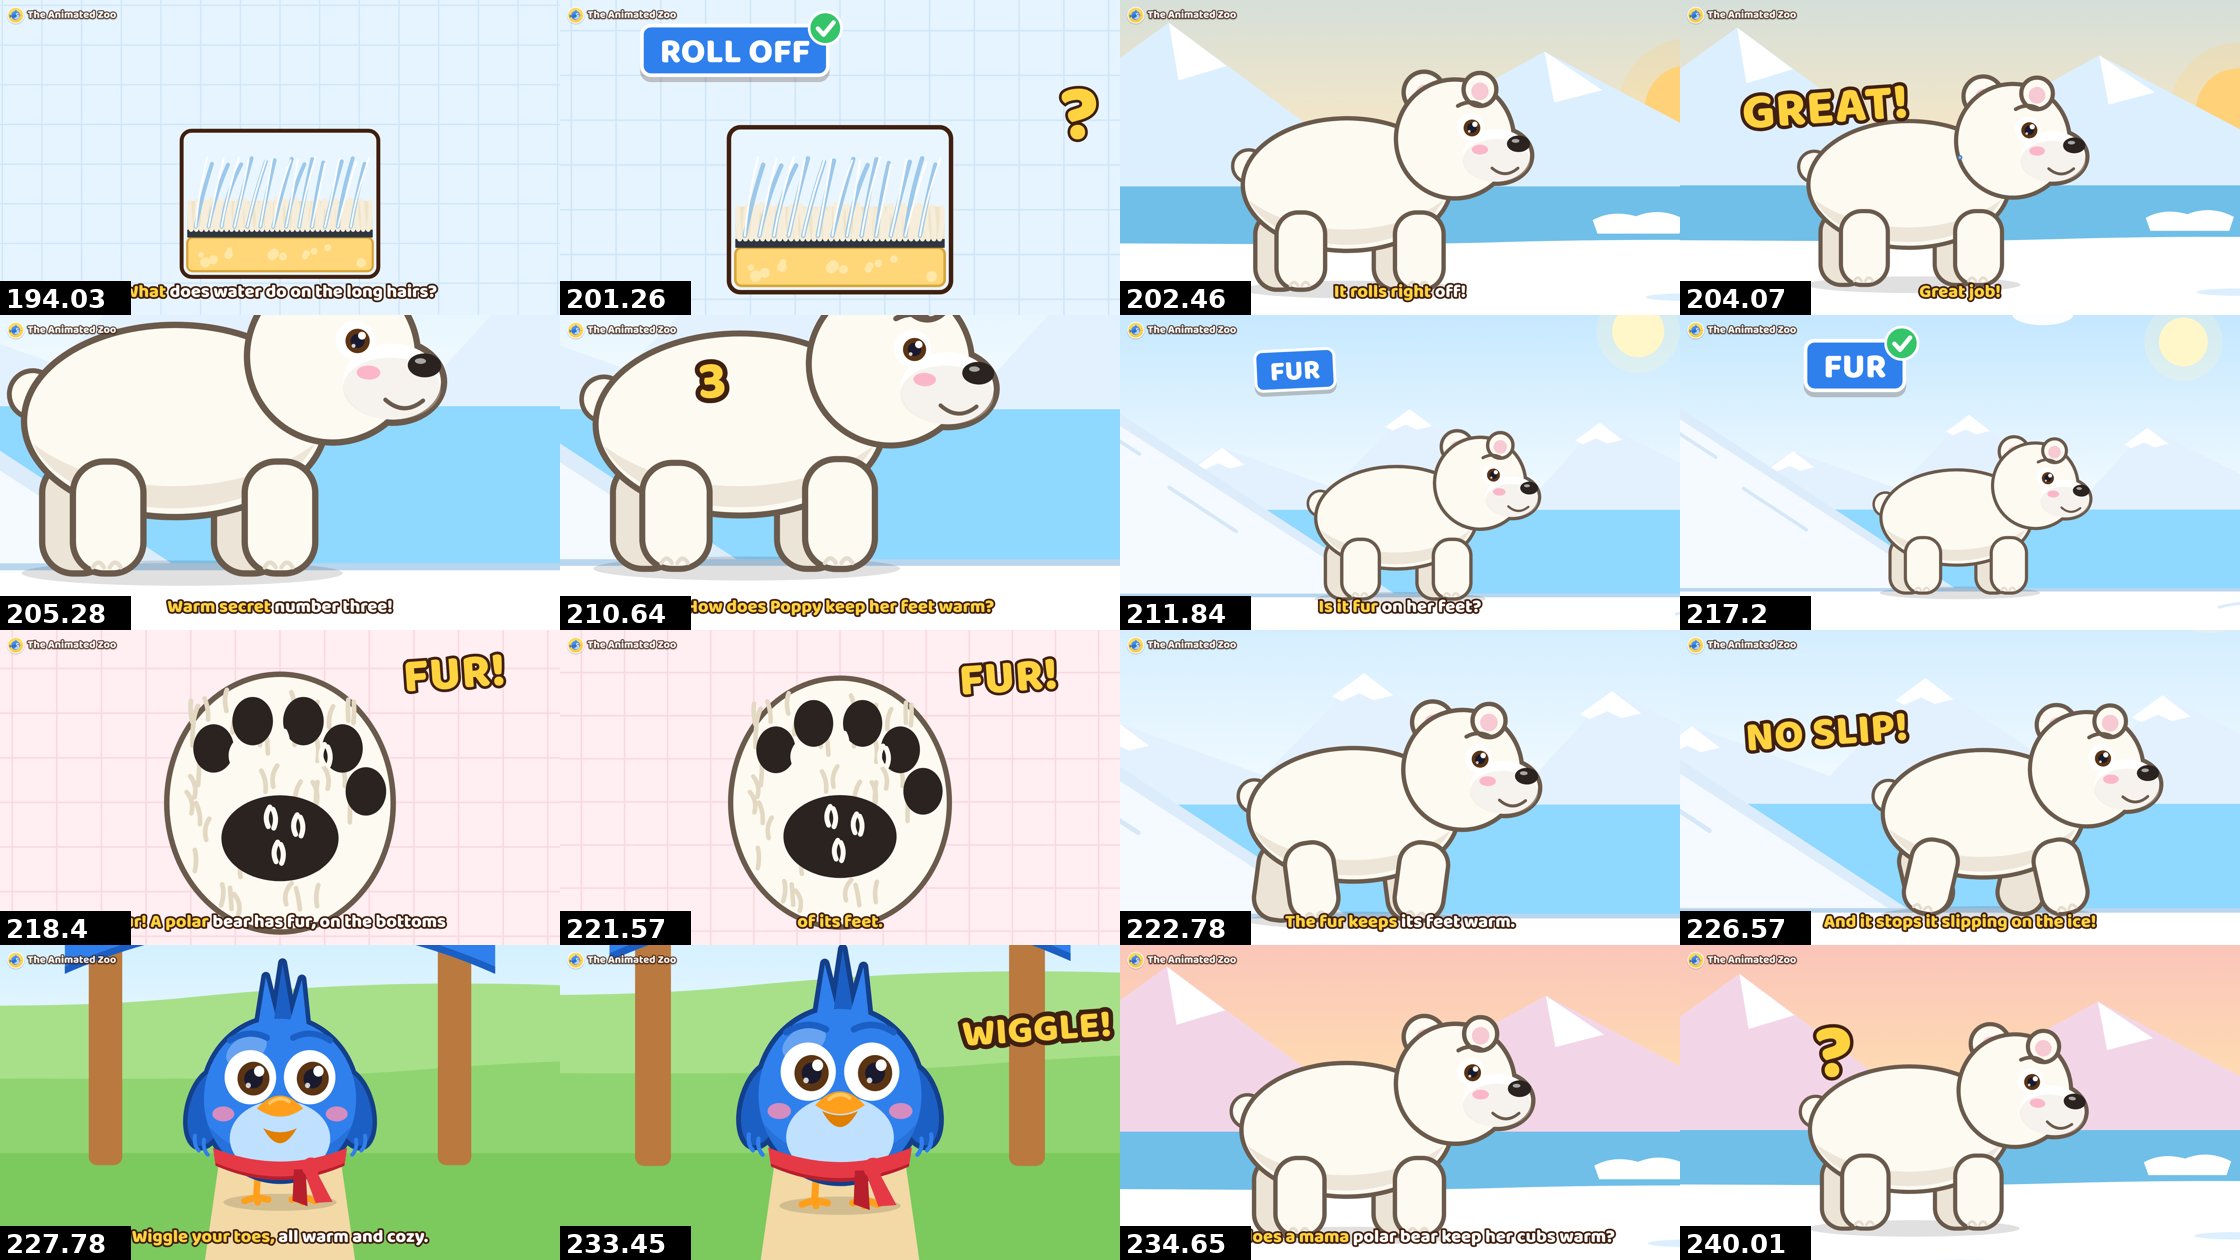 The Animated Zoo
194.03
What does water do on the long hairs?
The Animated Zoo
ROLL OFF
?
201.26
The Animated Zoo
202.46
It rolls right off!
The Animated Zoo
GREAT!
204.07
Great job!
The Animated Zoo
205.28
Warm secret number three!
The Animated Zoo
3
210.64
How does Poppy keep her feet warm?
The Animated Zoo
FUR
211.84
Is it fur on her feet?
The Animated Zoo
FUR
217.2
The Animated Zoo
FUR!
218.4
A polar bear has fur, on the bottoms
The Animated Zoo
FUR!
221.57
of its feet.
The Animated Zoo
222.78
The fur keeps its feet warm.
The Animated Zoo
NO SLIP!
226.57
And it stops it slipping on the ice!
The Animated Zoo
227.78
Wiggle your toes, all warm and cozy.
The Animated Zoo
WIGGLE!
233.45
The Animated Zoo
234.65
a mama polar bear keep her cubs warm?
The Animated Zoo
?
240.01